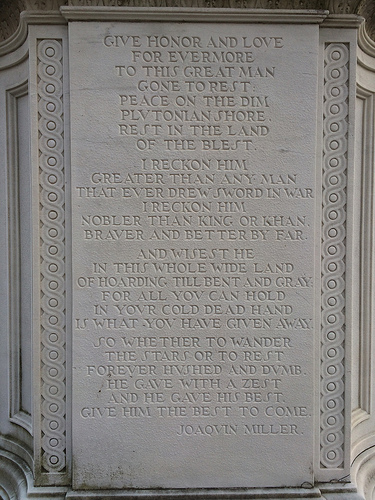 GIVE HONOR AND LOVE
FOR EVERMORE
TO THIS GREAT MAN
GONE TO REST:
PEACE ON THE DIM
PLVTONIAN SHORE.
REST IN THE LAND
OF THE BLEST.
I RECKON HIM
GREATER THAN ANY MAN
THAT EVER DREW SWORD IN WAR
I RECKON HIM
NOBLER THAN KING OR KHAN
BRAVER AND BETTER BY FAR.
AND WISEST HE
IN THIS WHOLE WIDE LAND
OF HOARDING TILL BENT AND GRAY:
FOR ALL YOV CAN HOLD
IN YOVR COLD DEAD HAND
IS WHAT YOV HAVE GIVEN AWAY.
SO WHETHER TO WANDER
THE STARS OR TO REST
FOREVER HVSHED AND DVMB.
HE GAVE WITH A ZEST
AND HE GAVE HIS BEST.
GIVE HIM THE BEST TO COME.
JOAQVIN MILLER.